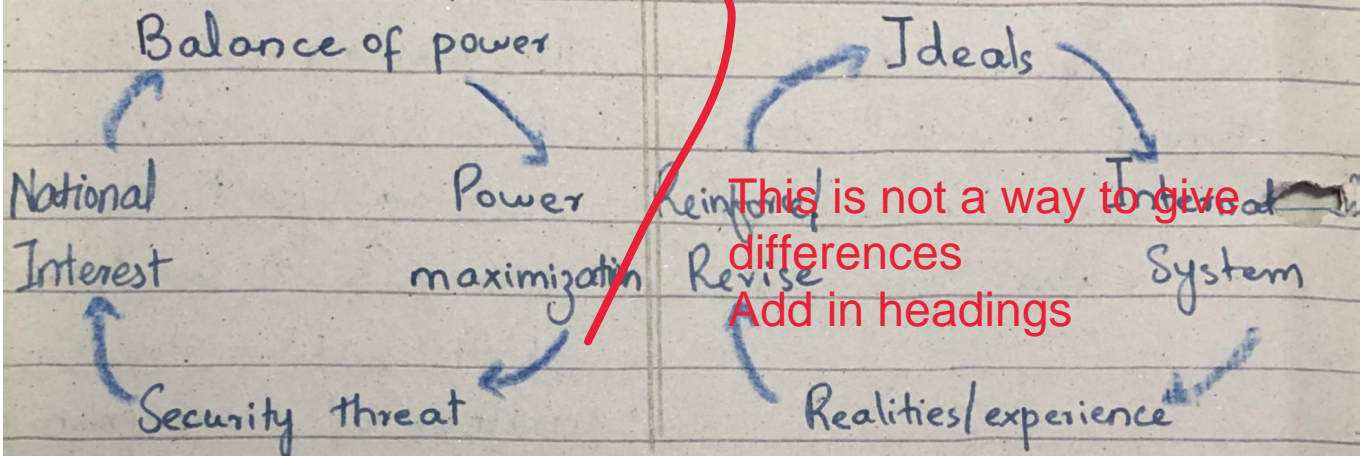 Balance of power
National
Interest
Power
maximization
Security threat
Ideals
Reinforce/
Revise
System
Realities/experience
This is not a way to give
differences
Add in headings